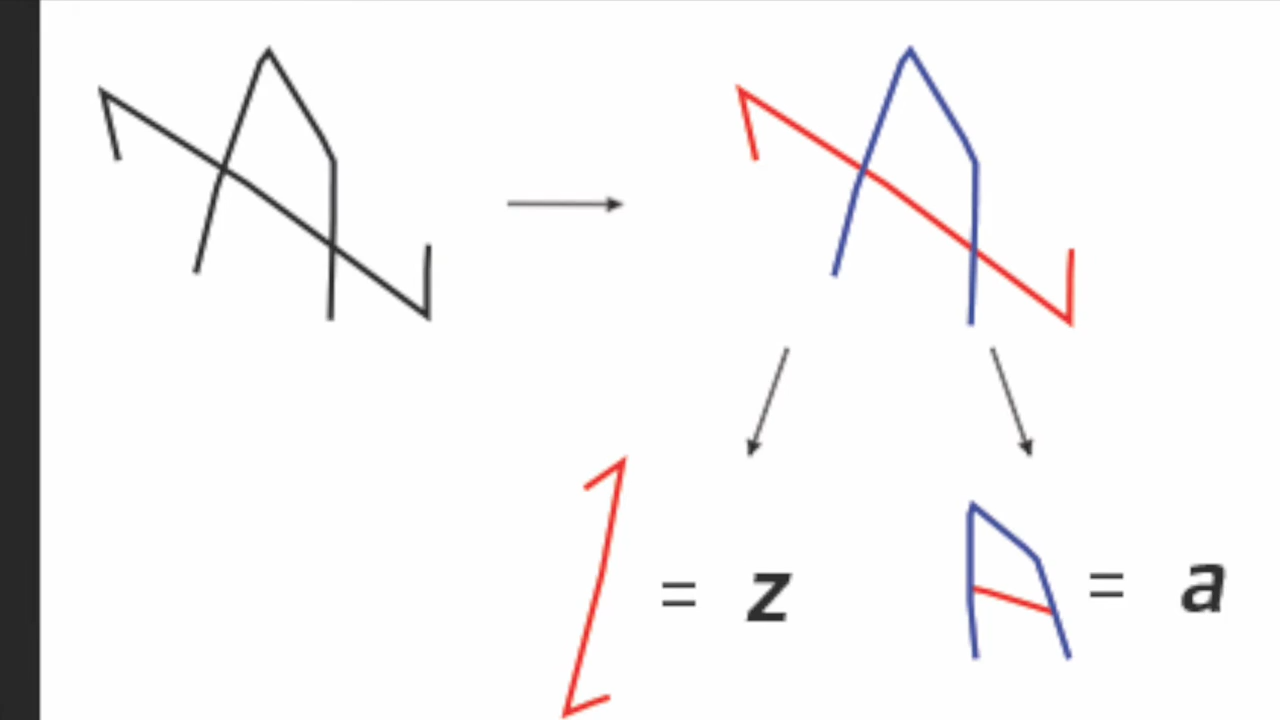 = z
= a